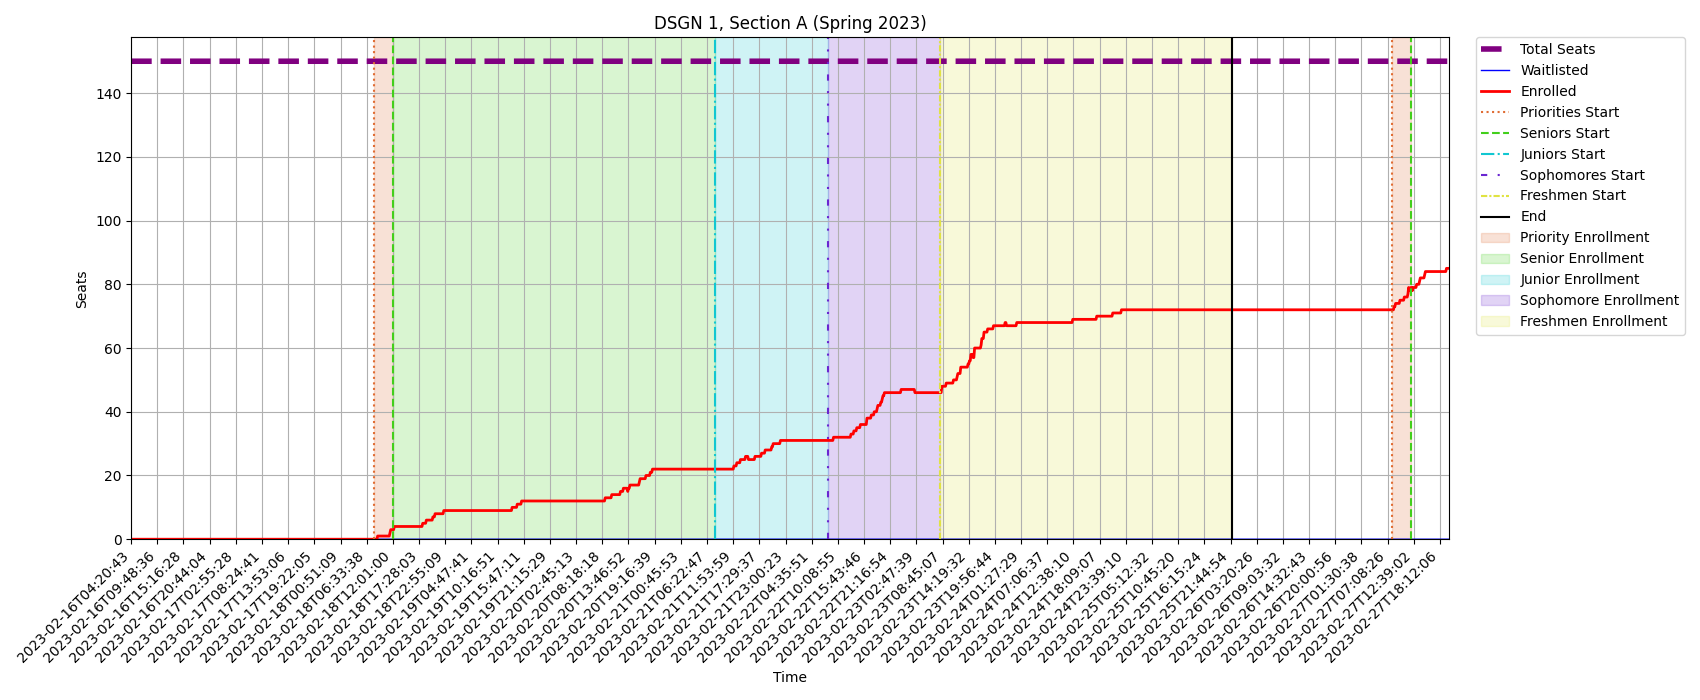 DSGN 1, Section A (Spring 2023)
Total Seats
Waitlisted
Enrolled
Priorities Start
Seniors Start
Juniors Start
Sophomores Start
Freshmen Start
End
Priority Enrollment
Senior Enrollment
Junior Enrollment
Sophomore Enrollment
Freshmen Enrollment
Seats
140
120
100
80
60
40
20
0
2023-02-16T04:20:43
2023-02-16T09:48:36
2023-02-16T15:16:28
2023-02-16T20:44:04
2023-02-17T02:55:28
2023-02-17T08:24:41
2023-02-17T13:53:06
2023-02-17T19:22:05
2023-02-18T00:51:09
2023-02-18T06:33:38
2023-02-18T12:01:00
2023-02-18T17:28:03
2023-02-18T22:55:09
2023-02-19T04:47:41
2023-02-19T10:16:51
2023-02-19T15:47:11
2023-02-19T21:15:29
2023-02-20T02:45:13
2023-02-20T08:18:18
2023-02-20T13:46:52
2023-02-20T19:16:39
2023-02-21T00:45:53
2023-02-21T06:22:47
2023-02-21T11:53:59
2023-02-21T17:29:37
2023-02-21T23:00:23
2023-02-22T04:35:51
2023-02-22T10:08:55
2023-02-22T15:43:46
2023-02-22T21:16:54
2023-02-23T02:47:39
2023-02-23T08:45:07
2023-02-23T14:19:32
2023-02-23T19:56:44
2023-02-24T01:27:29
2023-02-24T07:06:37
2023-02-24T12:38:10
2023-02-24T18:09:07
2023-02-24T23:39:10
2023-02-25T05:12:32
2023-02-25T10:45:20
2023-02-25T16:15:24
2023-02-25T21:44:54
2023-02-26T03:20:26
2023-02-26T09:03:32
2023-02-26T14:32:43
2023-02-26T20:00:56
2023-02-27T01:30:38
2023-02-27T07:08:26
2023-02-27T12:39:02
2023-02-27T18:12:06
Time